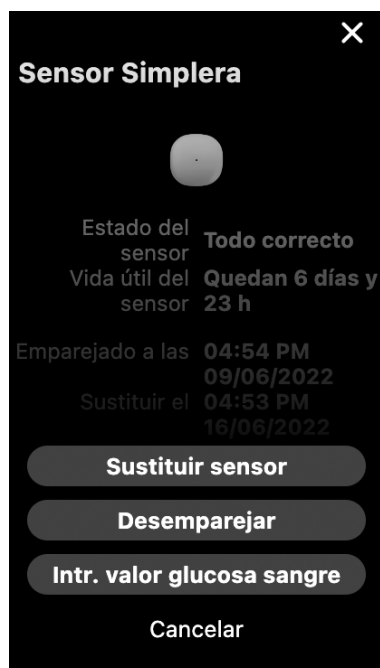 Sensor Simplera
Estado del
sensor
Todo correcto
Vida útil del
sensor
Quedan 6 días y
23 h
Emparejado a las
04:54 PM
09/06/2022
Sustituir el
04:53 PM
16/06/2022
Sustituir sensor
Desemparejar
Intr. valor glucosa sangre
Cancelar